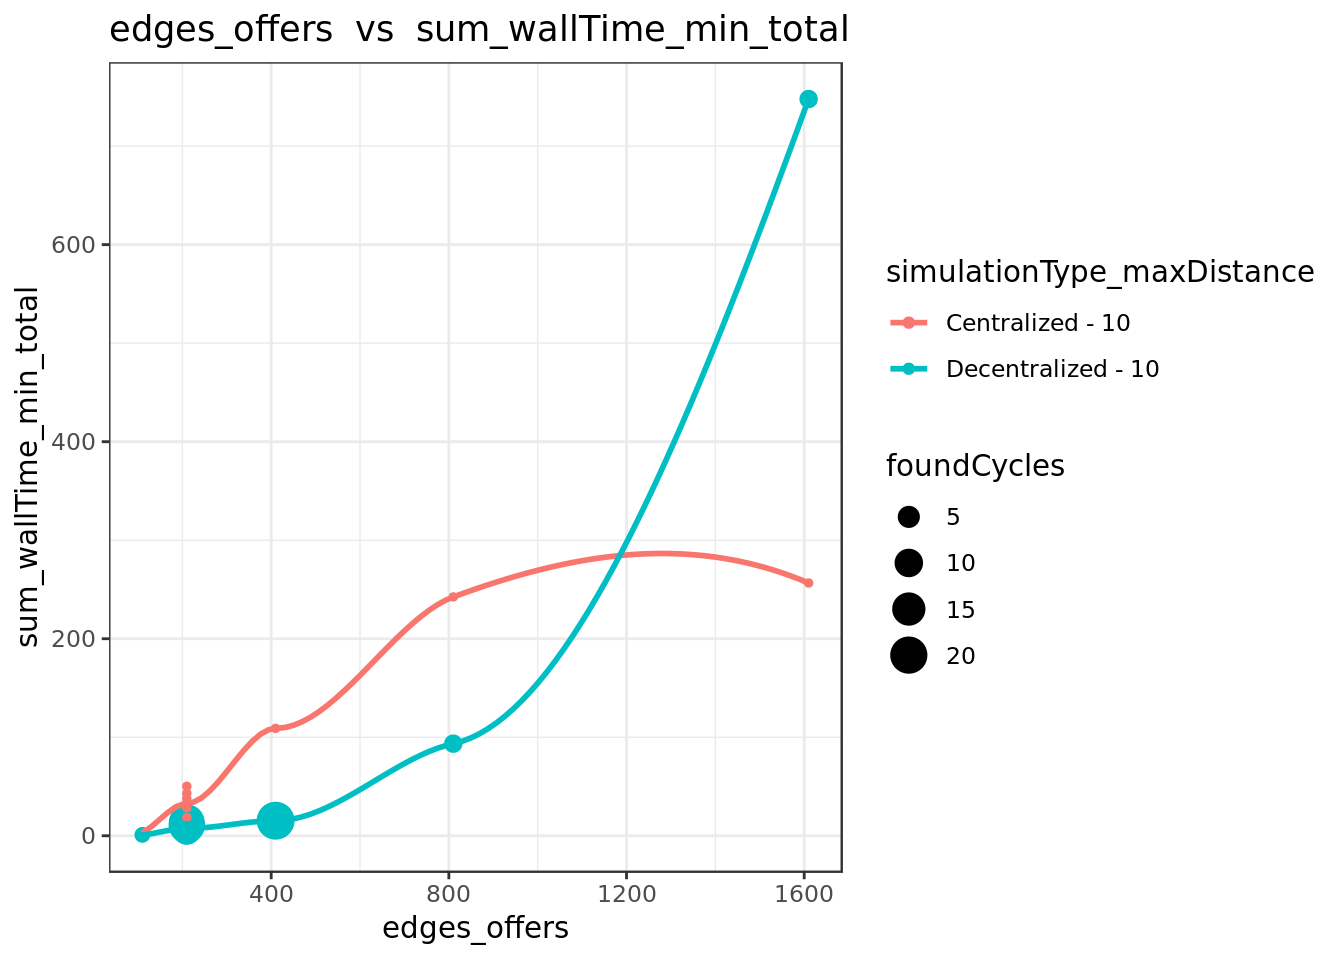 edges_offers vs sum_wallTime_min_total
sum_wallTime_min_total
600
400
200
0
400 800 1200 1600
edges_offers
simulationType_maxDistance
Centralized - 10
Decentralized - 10
foundCycles
5
10
15
20